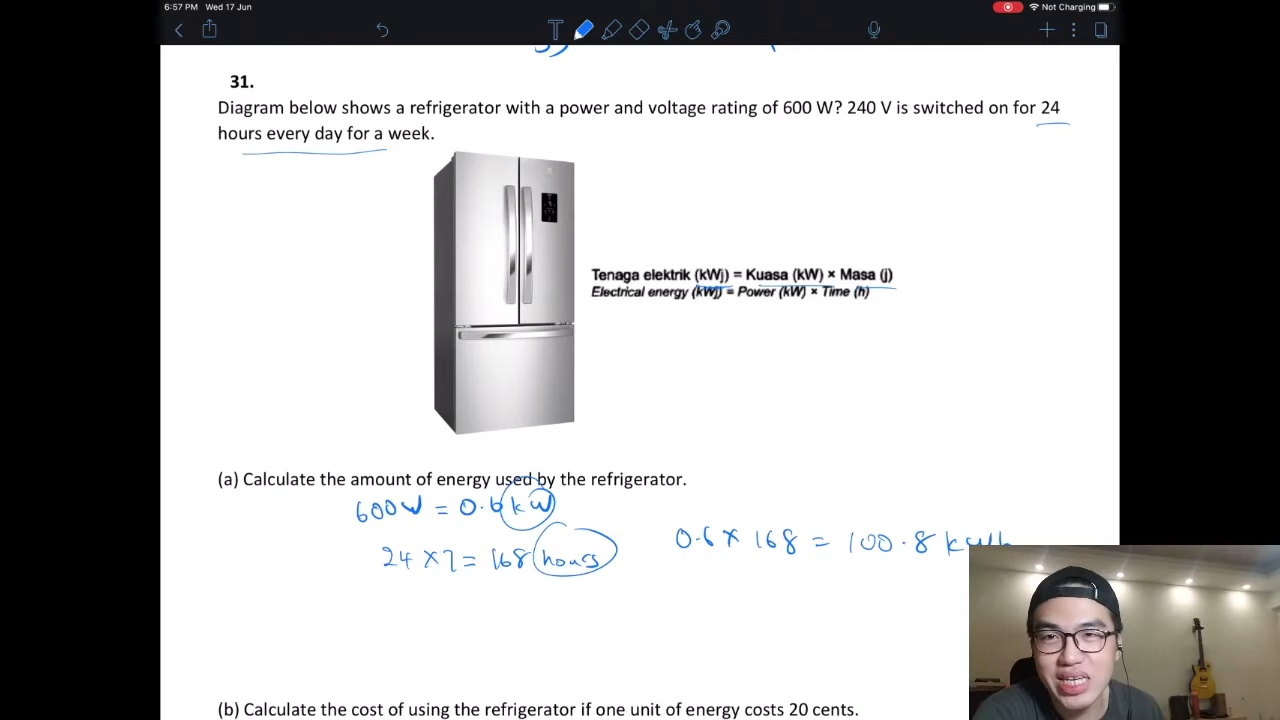 6:57 PM Wed 17 Jun
Not Charging
T
31.
Diagram below shows a refrigerator with a power and voltage rating of 600 W? 240 V is switched on for 24
hours every day for a week.
Tenaga elektrik (kWj) = Kuasa (kW) × Masa (j)
Electrical energy (kWj) = Power (kW) × Time (h)
(a) Calculate the amount of energy used by the refrigerator.
600W = 0.6 kW
24 × 7 = 168 hours
0.6 × 168 = 100.8 kWh
(b) Calculate the cost of using the refrigerator if one unit of energy costs 20 cents.